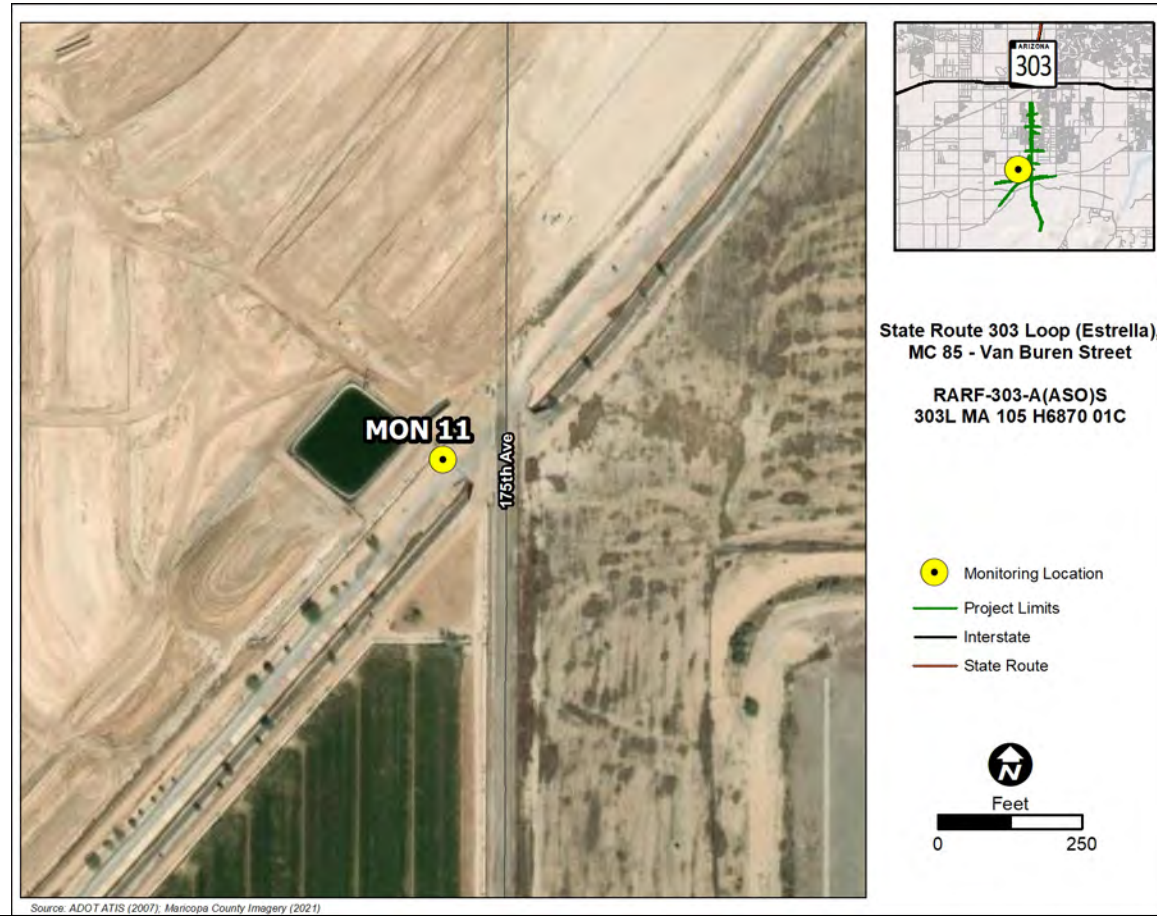 MON 11
175th Ave
ARIZONA
303
State Route 303 Loop (Estrella),
MC 85 - Van Buren Street
RARF-303-A(ASO)S
303L MA 105 H6870 01C
Monitoring Location
Project Limits
Interstate
State Route
N
Feet
0 250
Source: ADOT ATIS (2007); Maricopa County Imagery (2021)